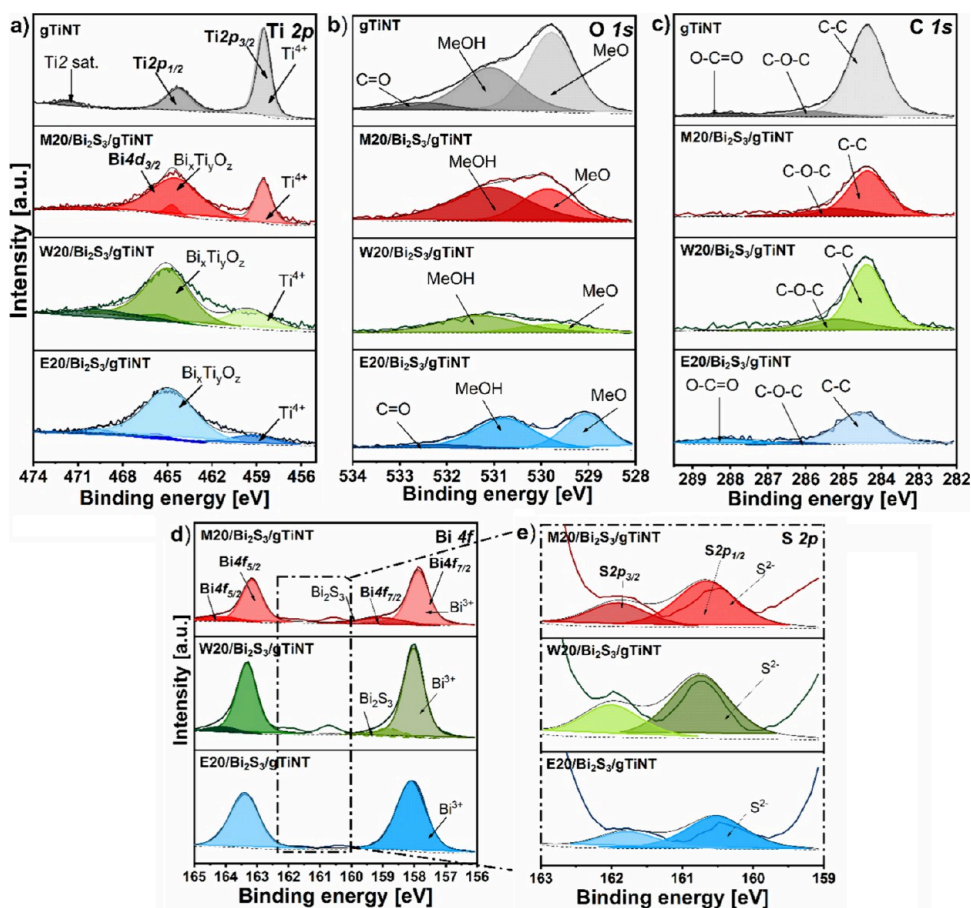 a)
gTiNT
Ti 2p
Ti2p3/2
Ti4+
Ti2p1/2
Ti2 sat.
M20/Bi2S3/gTiNT
Bi4d3/2
BixTiyOz
Ti4+
W20/Bi2S3/gTiNT
BixTiyOz
Ti4+
E20/Bi2S3/gTiNT
BixTiyOz
Ti4+
474 471 468 465 462 459 456
Binding energy [eV]
Intensity [a.u.]
b)
gTiNT
O 1s
MeOH
MeO
C=O
M20/Bi2S3/gTiNT
MeOH
MeO
W20/Bi2S3/gTiNT
MeOH
MeO
E20/Bi2S3/gTiNT
MeOH
MeO
C=O
534 533 532 531 530 529 528
Binding energy [eV]
c)
gTiNT
C 1s
C-C
O-C=O
C-O-C
M20/Bi2S3/gTiNT
C-C
C-O-C
W20/Bi2S3/gTiNT
C-C
C-O-C
E20/Bi2S3/gTiNT
O-C=O
C-O-C
C-C
289 288 287 286 285 284 283 282
Binding energy [eV]
d)
M20/Bi2S3/gTiNT
Bi 4f
Bi4f5/2
Bi4f5/2
Bi2S3
Bi4f7/2
Bi4f7/2
Bi3+
W20/Bi2S3/gTiNT
Bi2S3
Bi3+
E20/Bi2S3/gTiNT
Bi3+
165 164 163 162 161 160 159 158 157 156
Binding energy [eV]
Intensity [a.u.]
e)
M20/Bi2S3/gTiNT
S 2p
S2p3/2
S2p1/2
S2-
W20/Bi2S3/gTiNT
S2-
E20/Bi2S3/gTiNT
S2-
163 162 161 160 159
Binding energy [eV]